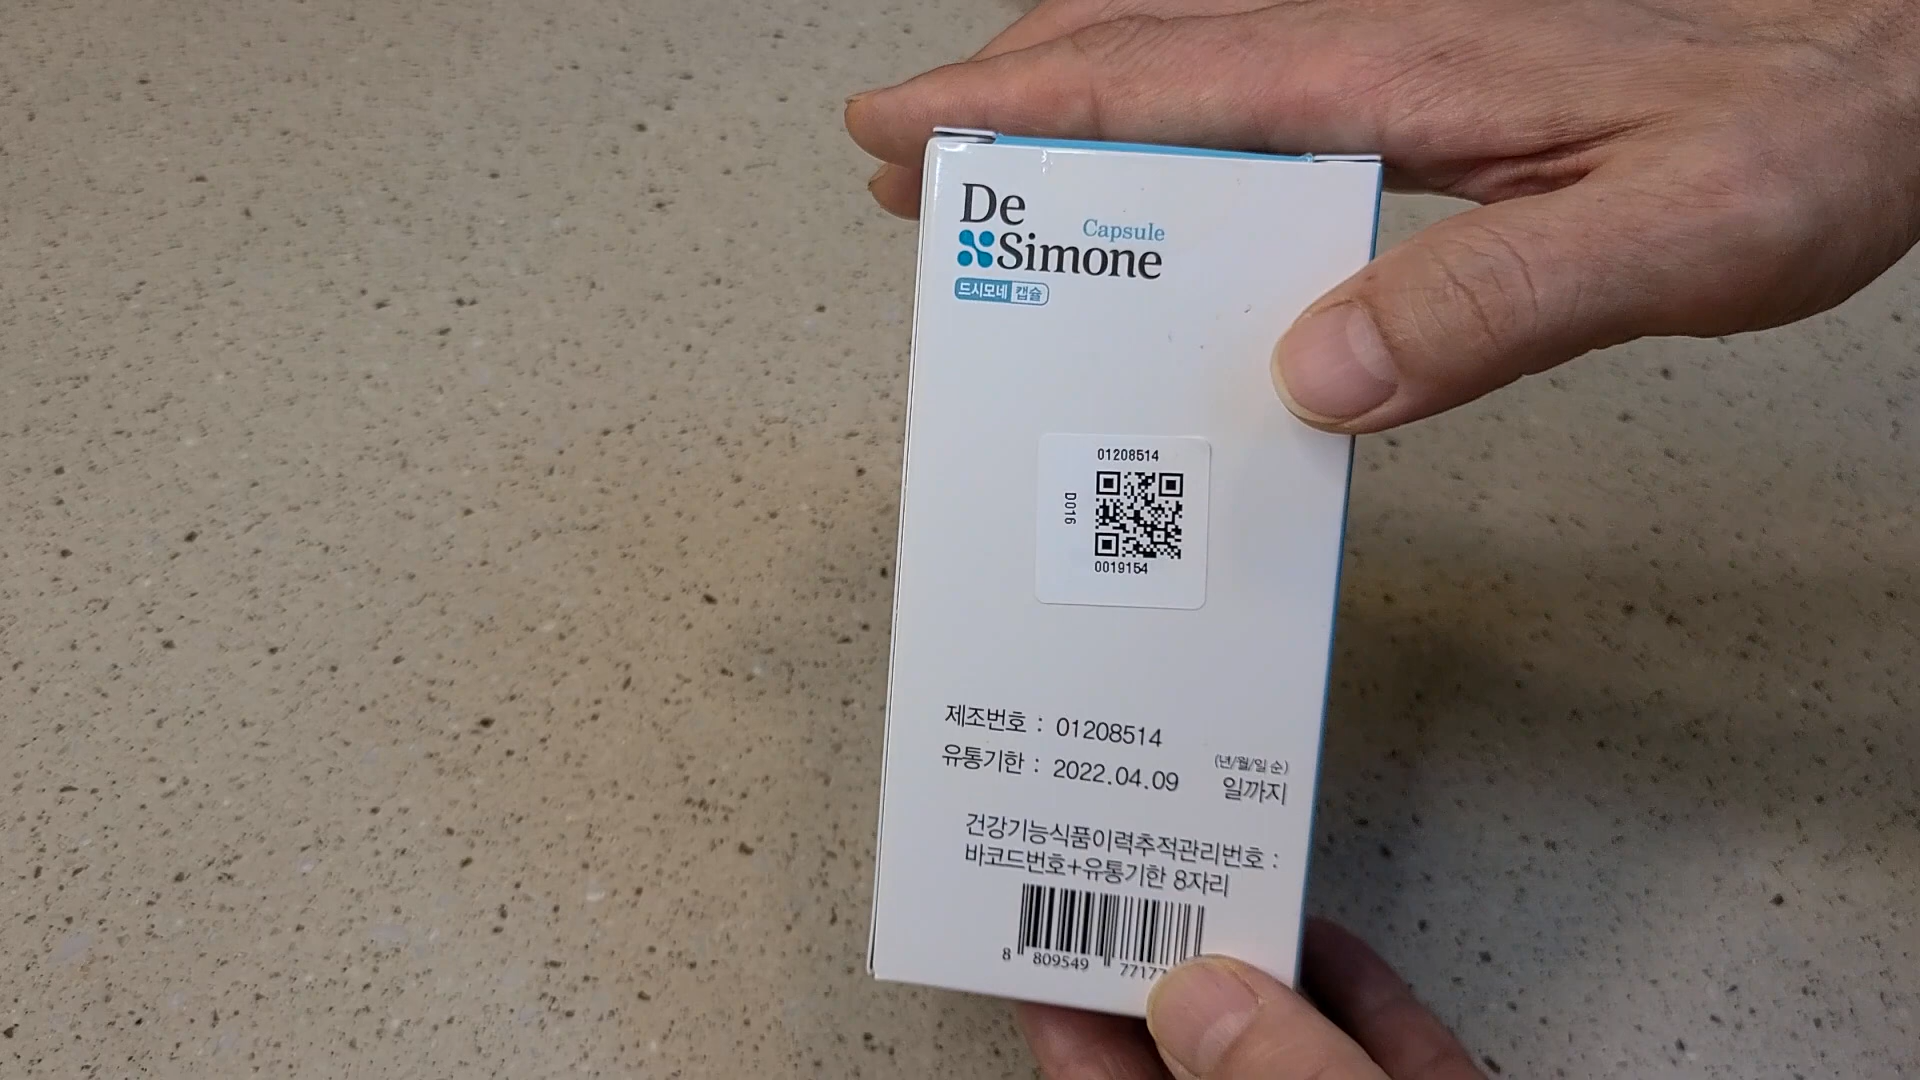 De
Capsule
Simone
드시모네 캡슐
01208514
D016
0019154
제조번호 : 01208514
유통기한 : 2022.04.09 (년/월/일 순) 일까지
건강기능식품이력추적관리번호 :
바코드번호+유통기한 8자리
8 809549 7717